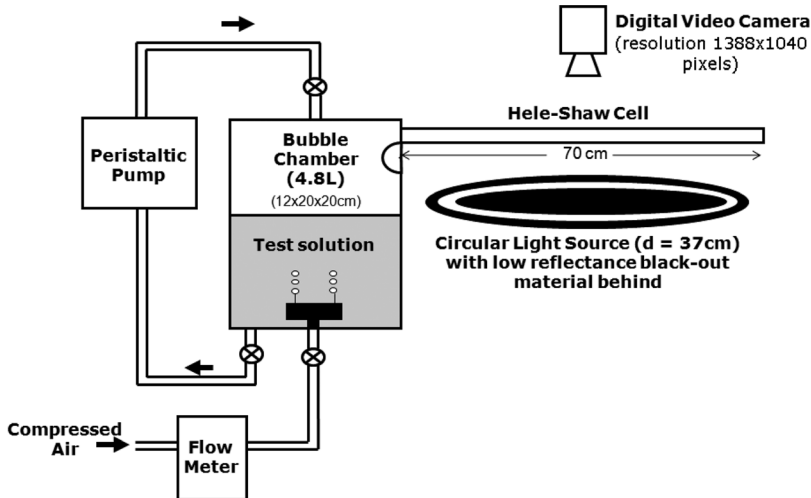 Digital Video Camera
(resolution 1388x1040
pixels)
Hele-Shaw Cell
70 cm
Peristaltic
Pump
Bubble
Chamber
(4.8L)
(12x20x20cm)
Test solution
Circular Light Source (d = 37cm)
with low reflectance black-out
material behind
Compressed
Air
Flow
Meter